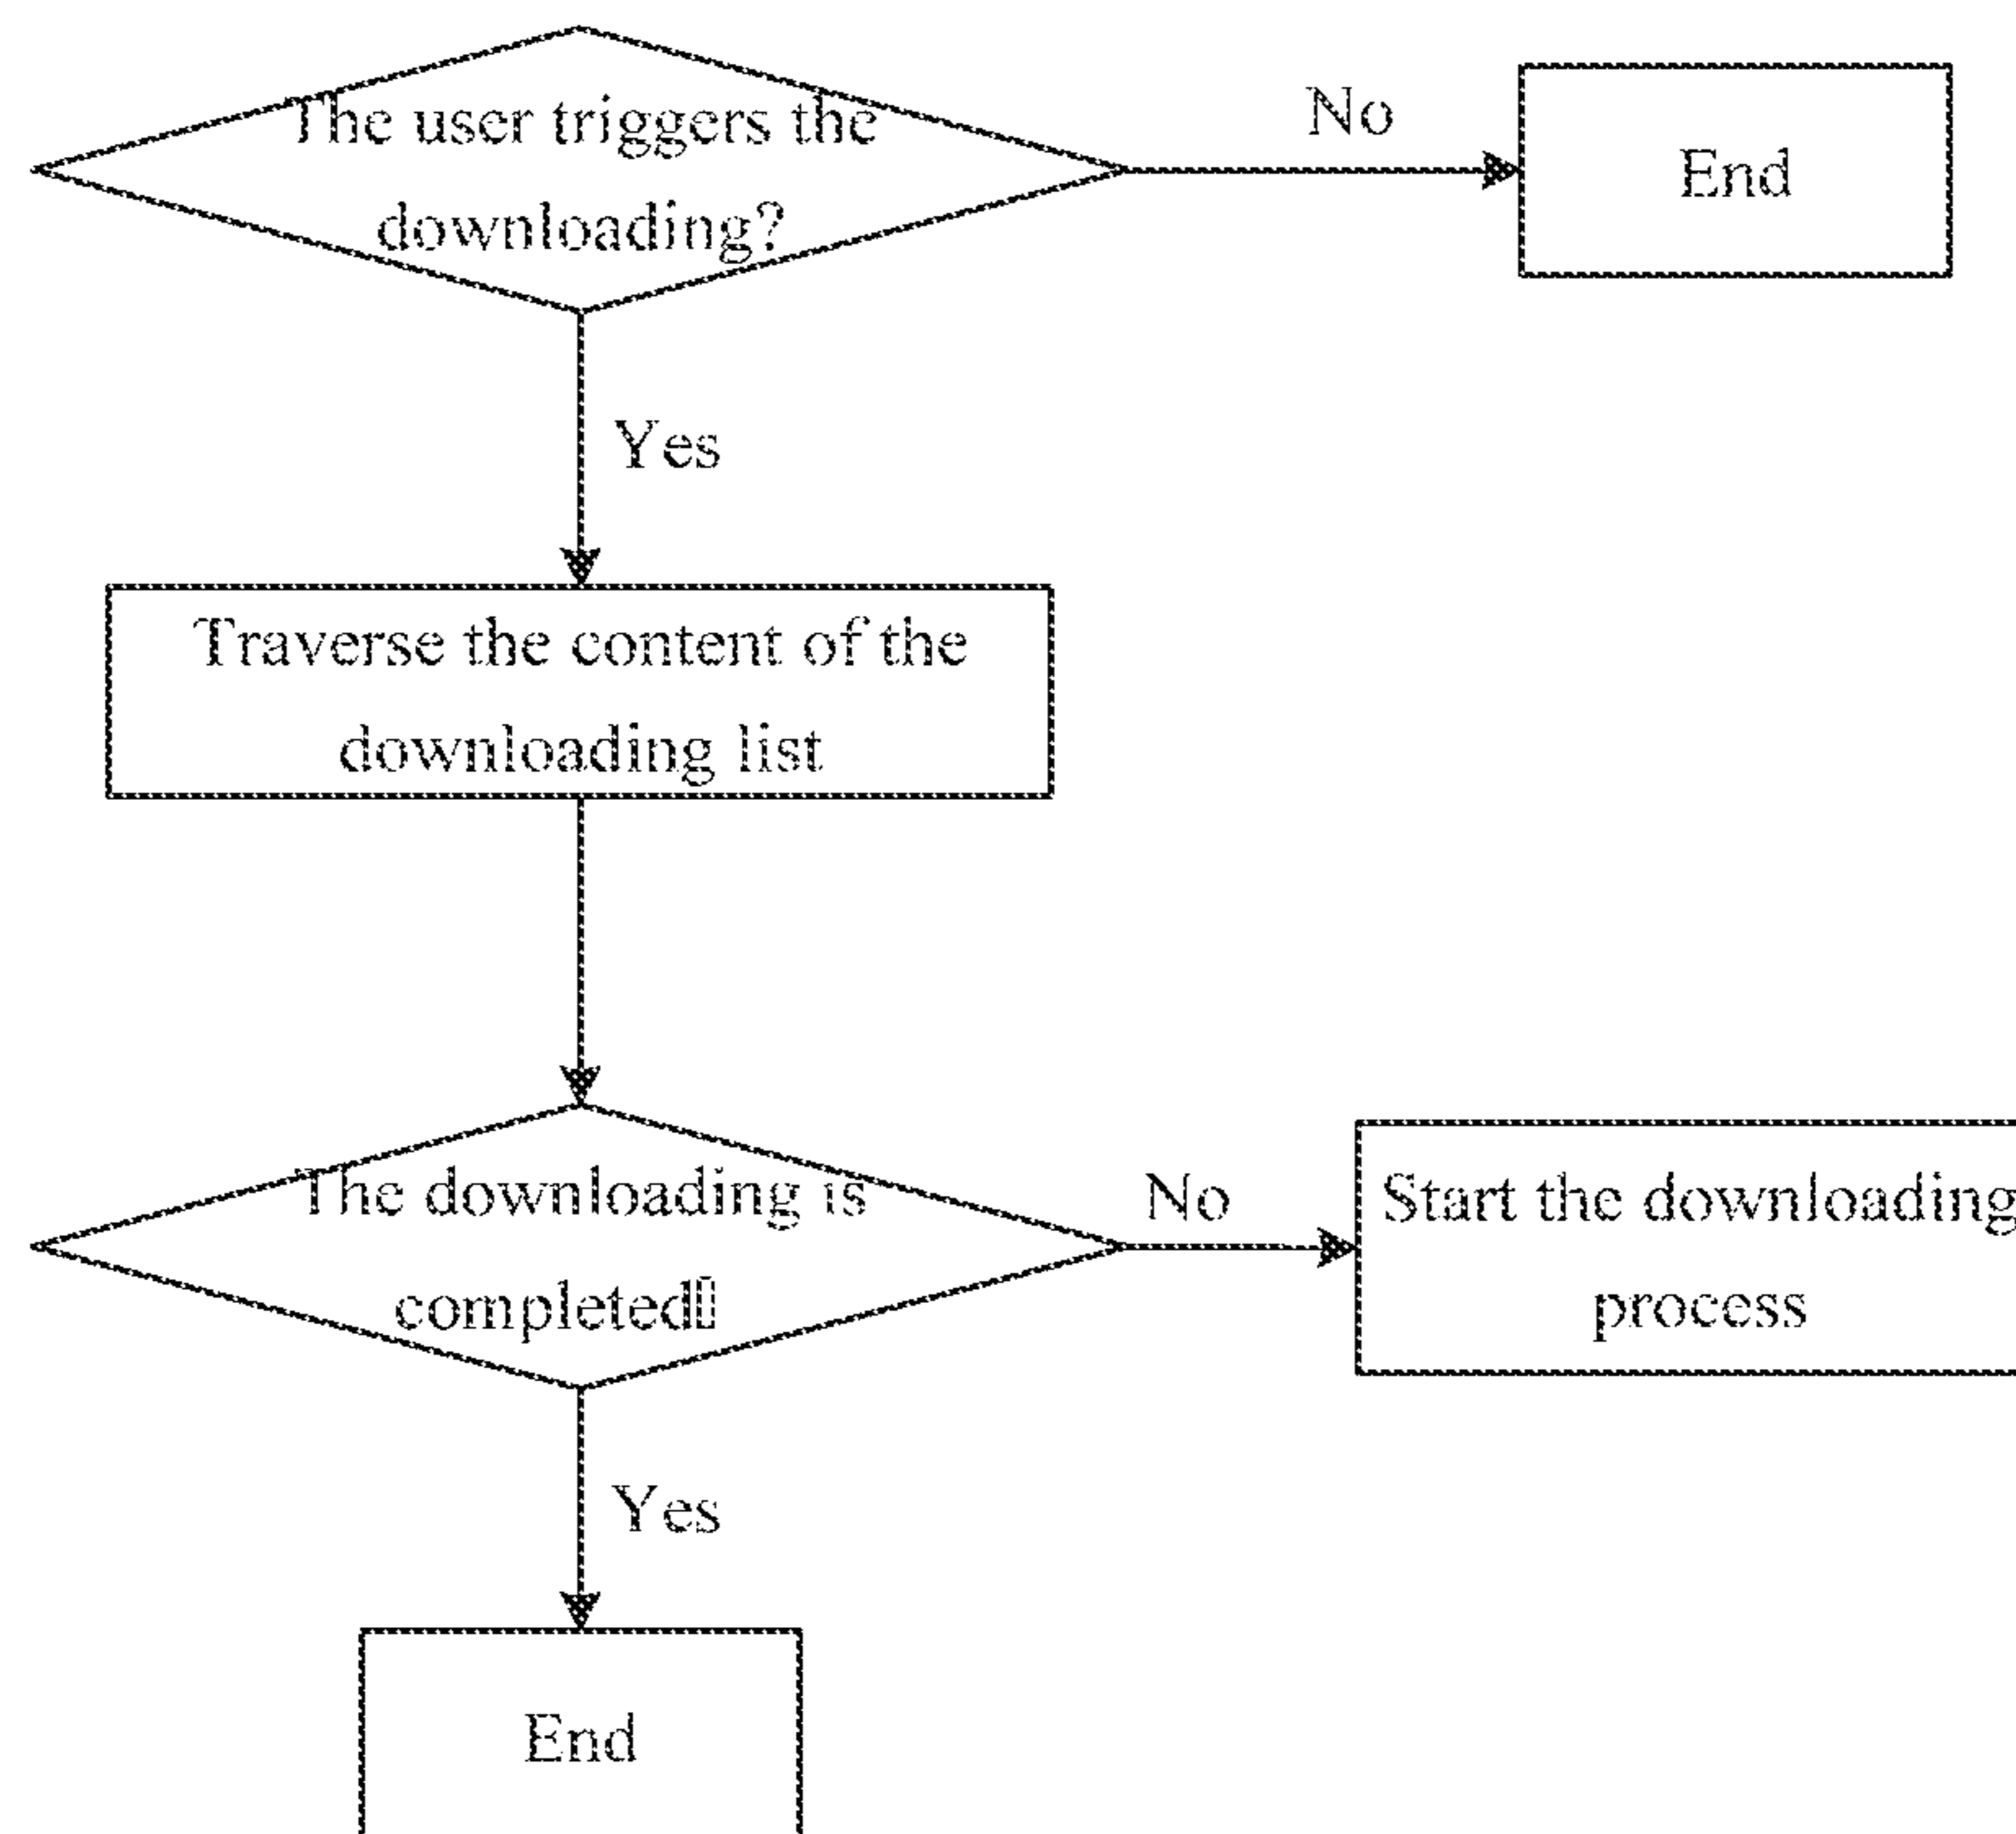 The user triggers the
downloading?
No
End
Yes
Traverse the content of the
downloading list
The downloading is
completed
No
Start the downloading
process
Yes
End